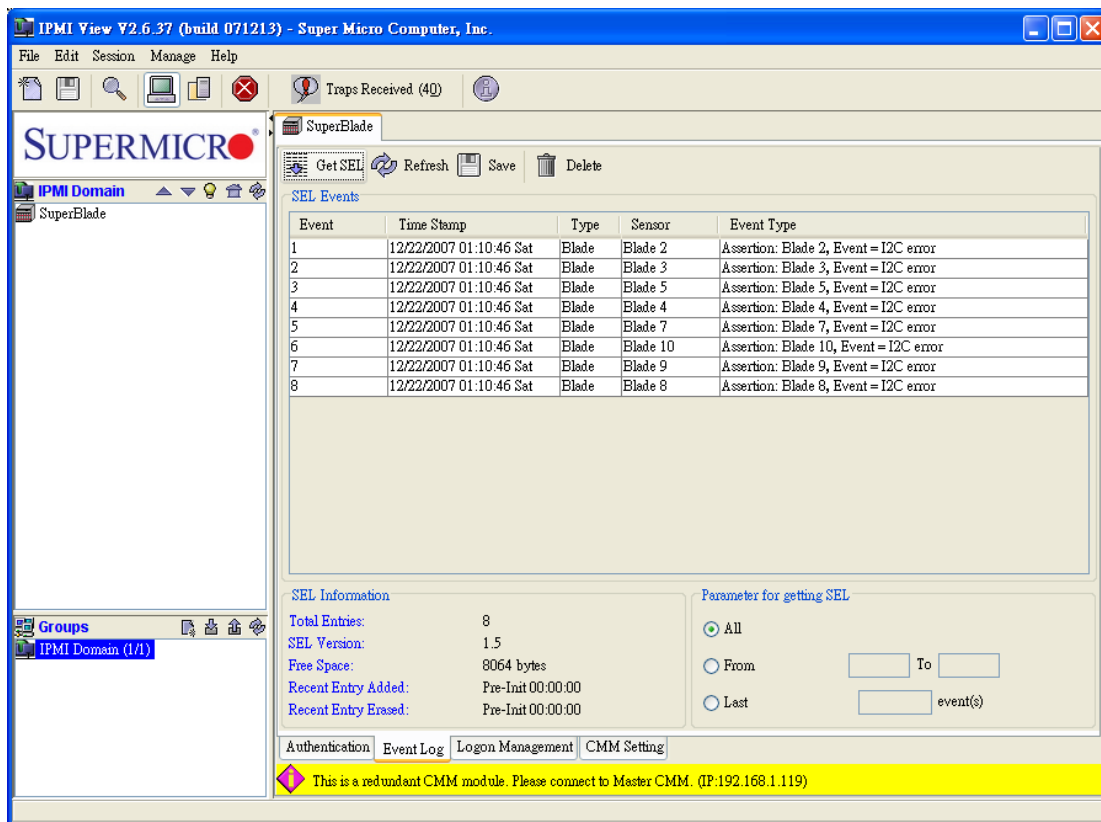 IPMI View V2.6.37 (build 071213) - Super Micro Computer, Inc.
File Edit Session Manage Help
Traps Received (40)
SUPERMICRO
SuperBlade
Get SEL Refresh Save Delete
IPMI Domain
SuperBlade
SEL Events
Event Time Stamp Type Sensor Event Type
1 12/22/2007 01:10:46 Sat Blade Blade 2 Assertion: Blade 2, Event = I2C error
2 12/22/2007 01:10:46 Sat Blade Blade 3 Assertion: Blade 3, Event = I2C error
3 12/22/2007 01:10:46 Sat Blade Blade 5 Assertion: Blade 5, Event = I2C error
4 12/22/2007 01:10:46 Sat Blade Blade 4 Assertion: Blade 4, Event = I2C error
5 12/22/2007 01:10:46 Sat Blade Blade 7 Assertion: Blade 7, Event = I2C error
6 12/22/2007 01:10:46 Sat Blade Blade 10 Assertion: Blade 10, Event = I2C error
7 12/22/2007 01:10:46 Sat Blade Blade 9 Assertion: Blade 9, Event = I2C error
8 12/22/2007 01:10:46 Sat Blade Blade 8 Assertion: Blade 8, Event = I2C error
Groups
IPMI Domain (1/1)
SEL Information
Total Entries: 8
SEL Version: 1.5
Free Space: 8064 bytes
Recent Entry Added: Pre-Init 00:00:00
Recent Entry Erased: Pre-Init 00:00:00
Parameter for getting SEL
All
From To
Last event(s)
Authentication Event Log Logon Management CMM Setting
This is a redundant CMM module. Please connect to Master CMM. (IP:192.168.1.119)